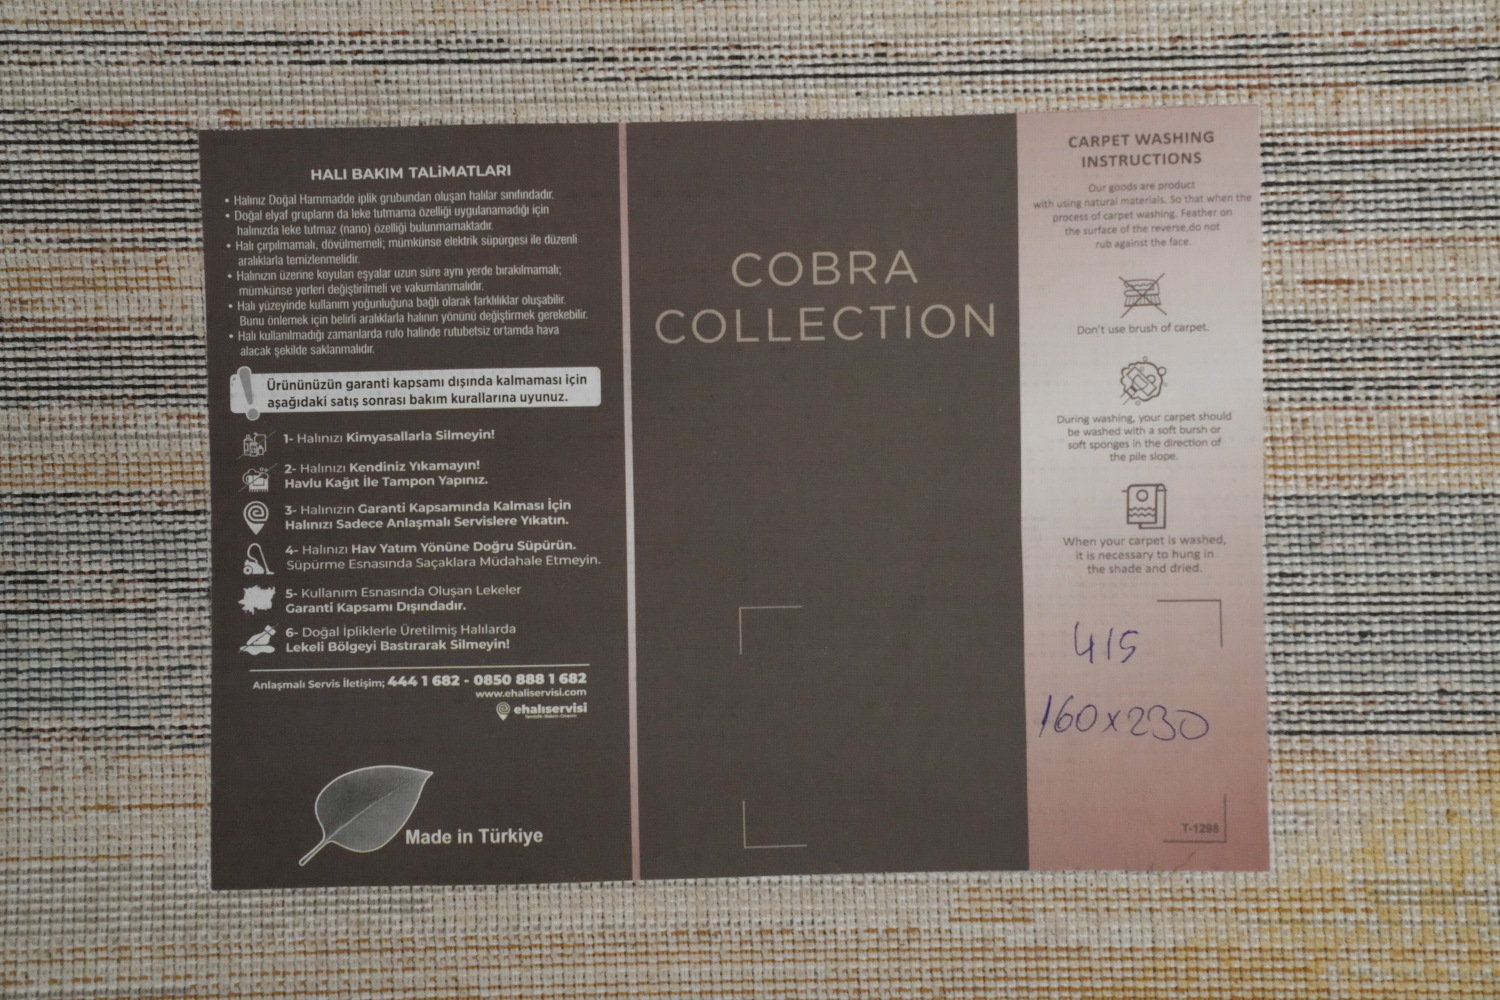 HALI BAKIM TALİMATLARI
• Halınız Doğal Hammadde iplik grubundan oluşan halılar sınıfındadır.
• Doğal elyaf grupların da leke tutmama özelliği uygulanamadığı için
halınızda leke tutmaz (nano) özelliği bulunmamaktadır.
• Halı çırpılmamalı, dövülmemeli; mümkünse elektrik süpürgesi ile düzenli
aralıklarla temizlenmelidir.
• Halınızın üzerine koyulan eşyalar uzun süre aynı yerde bırakılmamalı;
mümkünse yerleri değiştirilmeli ve vakumlanmalıdır.
• Halı yüzeyinde kullanım yoğunluğuna bağlı olarak farklılıklar oluşabilir.
Bunu önlemek için belirli aralıklarla halının yönünü değiştirmek gerekebilir.
• Halı kullanılmadığı zamanlarda rulo halinde rutubetsiz ortamda hava
alacak şekilde saklanmalıdır.
Ürününüzün garanti kapsamı dışında kalmaması için
aşağıdaki satış sonrası bakım kurallarına uyunuz.
1- Halınızı Kimyasallarla Silmeyin!
2- Halınızı Kendiniz Yıkamayın!
Havlu Kağıt İle Tampon Yapınız.
3- Halınızın Garanti Kapsamında Kalması İçin
Halınızı Sadece Anlaşmalı Servislere Yıkatın.
4- Halınızı Hav Yatım Yönüne Doğru Süpürün.
Süpürme Esnasında Saçaklara Müdahale Etmeyin.
5- Kullanım Esnasında Oluşan Lekeler
Garanti Kapsamı Dışındadır.
6- Doğal İpliklerle Üretilmiş Halılarda
Lekeli Bölgeyi Bastırarak Silmeyin!
Anlaşmalı Servis İletişim; 444 1 682 - 0850 888 1 682
www.ehaliservisi.com
ehalıservisi
Made in Türkiye
COBRA
COLLECTION
CARPET WASHING
INSTRUCTIONS
Our goods are product
with using natural materials. So that when the
process of carpet washing. Feather on
the surface of the reverse,do not
rub against the face.
Don't use brush of carpet.
During washing, your carpet should
be washed with a soft bursh or
soft sponges in the direction of
the pile slope.
When your carpet is washed,
it is necessary to hung in
the shade and dried.
415
160x230
T-1298